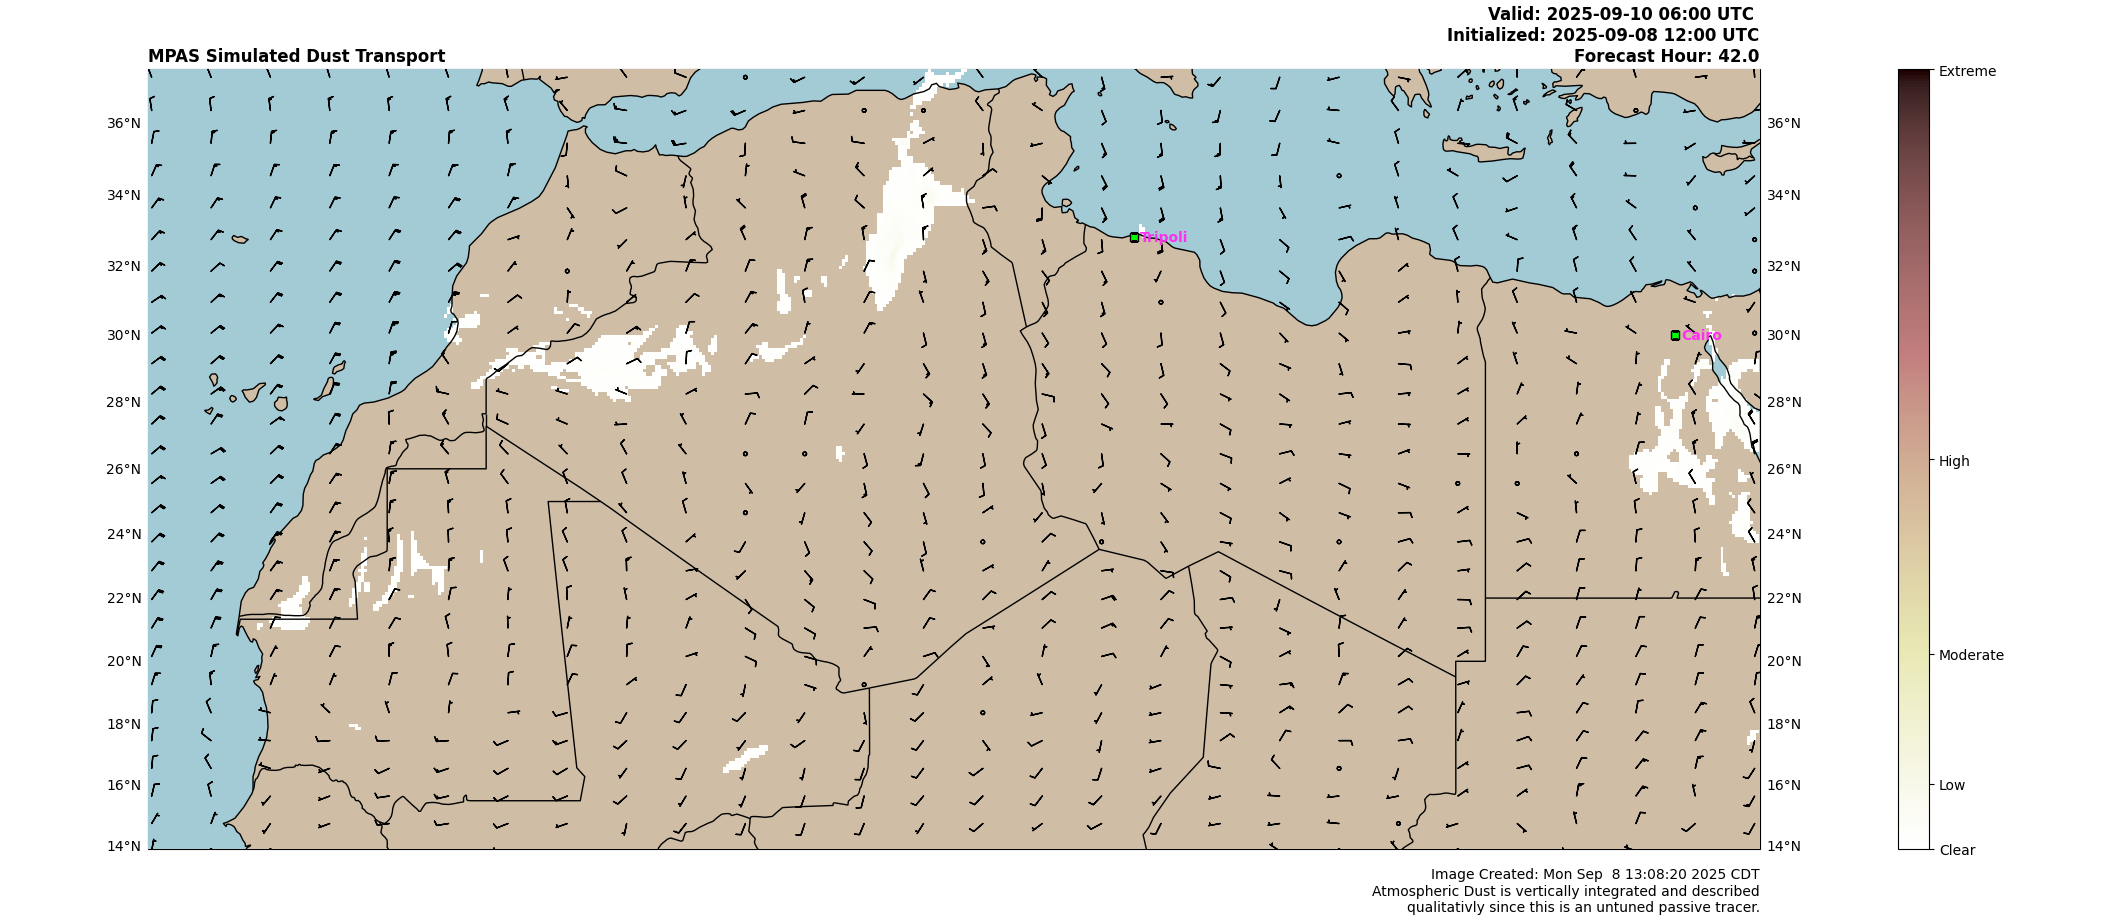 Valid: 2025-09-10 06:00 UTC
Initialized: 2025-09-08 12:00 UTC
MPAS Simulated Dust Transport
Forecast Hour: 42.0
36°N
34°N
32°N
30°N
28°N
26°N
24°N
22°N
20°N
18°N
16°N
14°N
Tripoli
Cairo
36°N
34°N
32°N
30°N
28°N
26°N
24°N
22°N
20°N
18°N
16°N
14°N
Extreme
High
Moderate
Low
Clear
Image Created: Mon Sep  8 13:08:20 2025 CDT
Atmospheric Dust is vertically integrated and described
qualitativly since this is an untuned passive tracer.